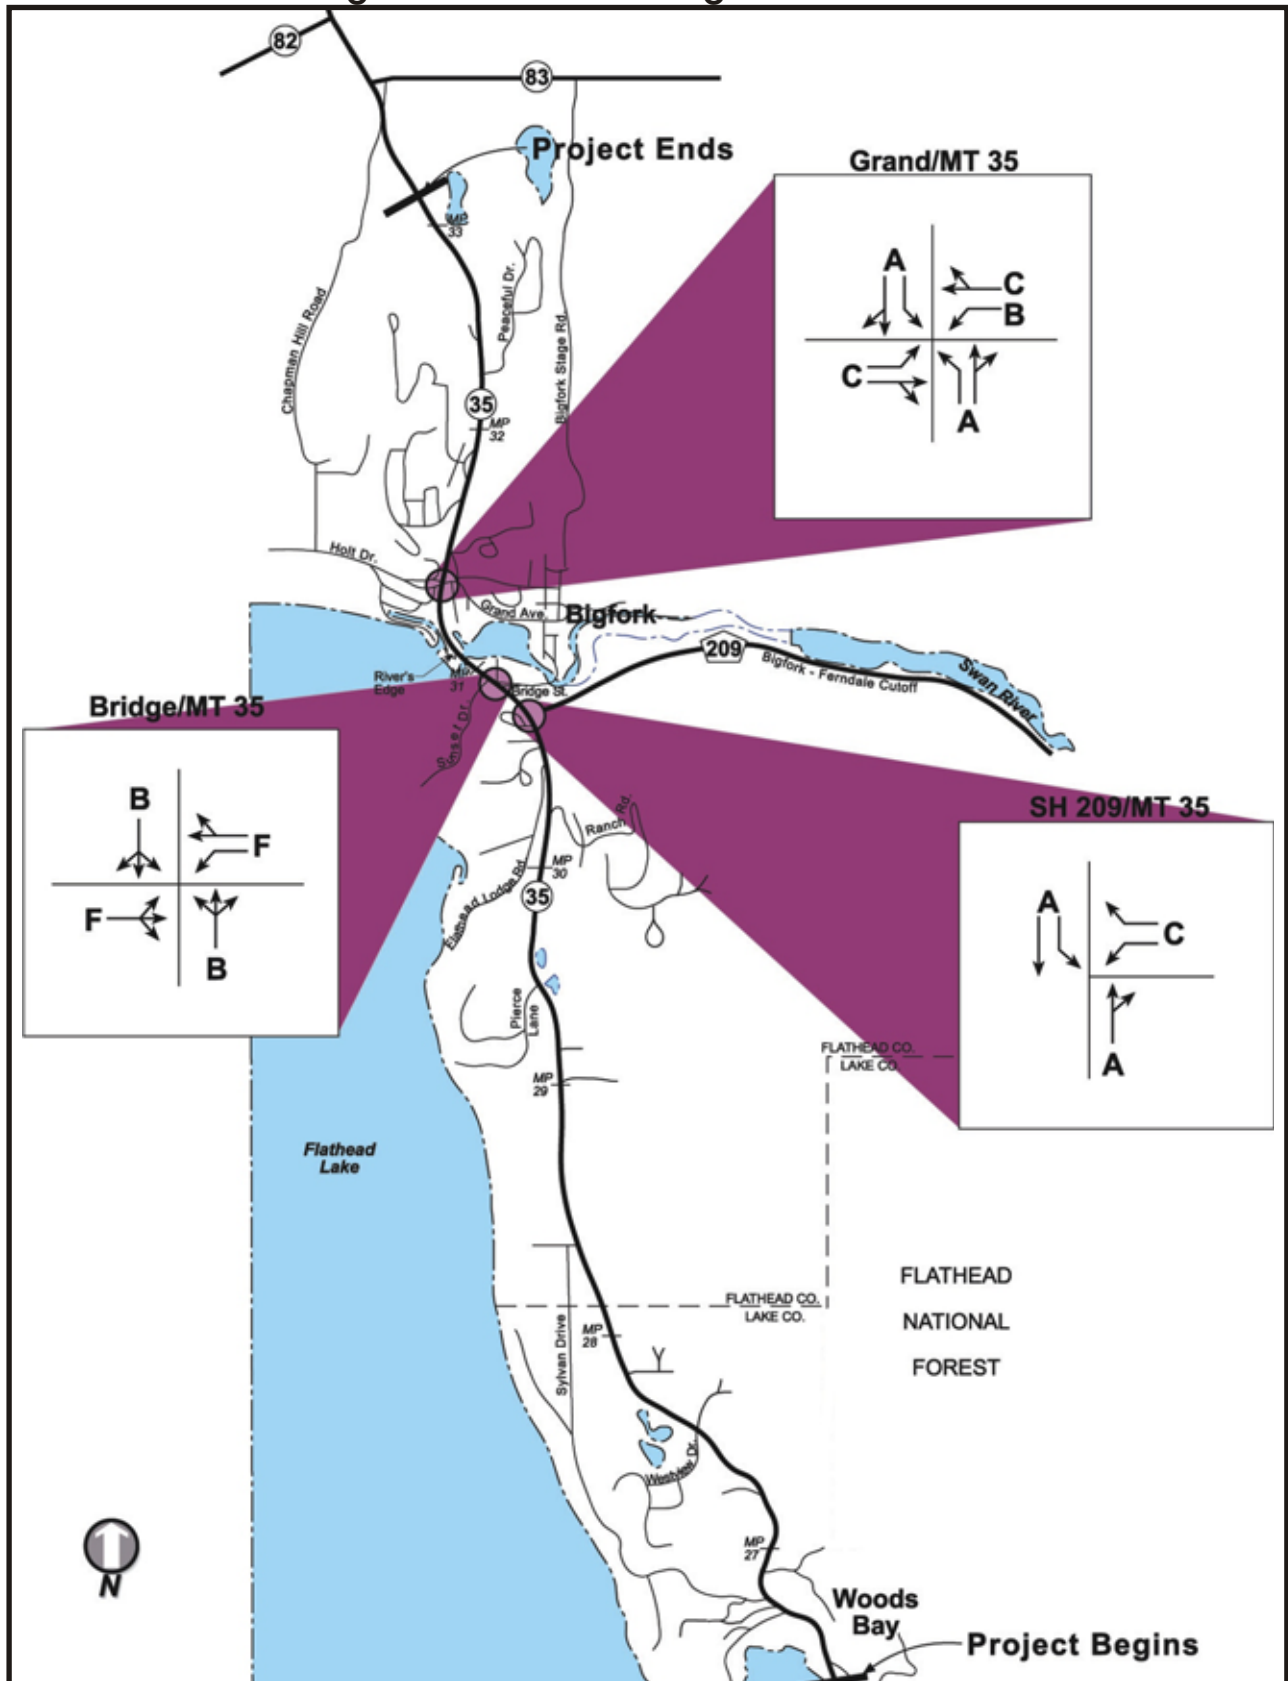 82
83
Project Ends
Grand/MT 35
MP
33
A
C
B
C
A
Peaceful Dr.
Chapman Hill Road
Bigfork Stage Rd.
35
MP
32
Holt Dr.
Grand Ave.
Bigfork
209
Bigfork - Ferndale Cutoff
Swan River
River's
Edge
MP
31
Bridge St.
Sunset Dr.
Bridge/MT 35
B
F
F
B
SH 209/MT 35
A
C
A
Ranch Rd.
MP
30
Flathead Lodge Rd.
35
Pierce
Lane
FLATHEAD CO.
LAKE CO.
MP
29
Flathead
Lake
FLATHEAD
NATIONAL
FOREST
FLATHEAD CO.
LAKE CO.
Sylvan Drive
MP
28
Westview Dr.
MP
27
N
Woods
Bay
Project Begins